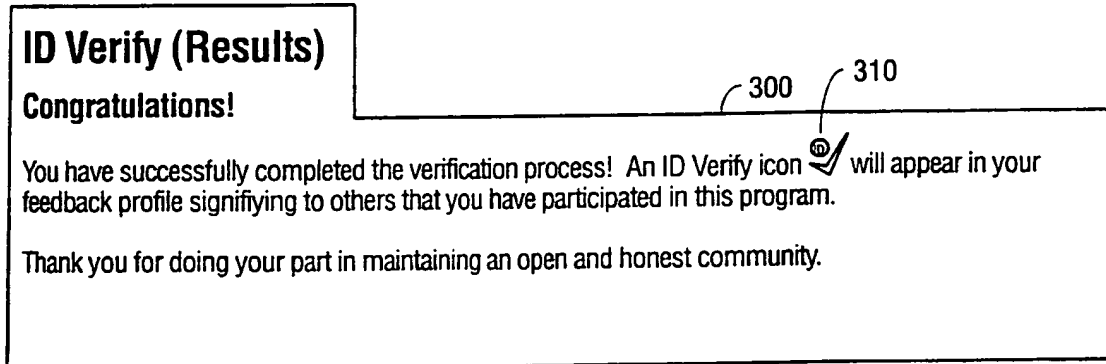 ID Verify (Results)
Congratulations!
300
310
You have successfully completed the verification process! An ID Verify icon ID will appear in your
feedback profile signifiying to others that you have participated in this program.
Thank you for doing your part in maintaining an open and honest community.